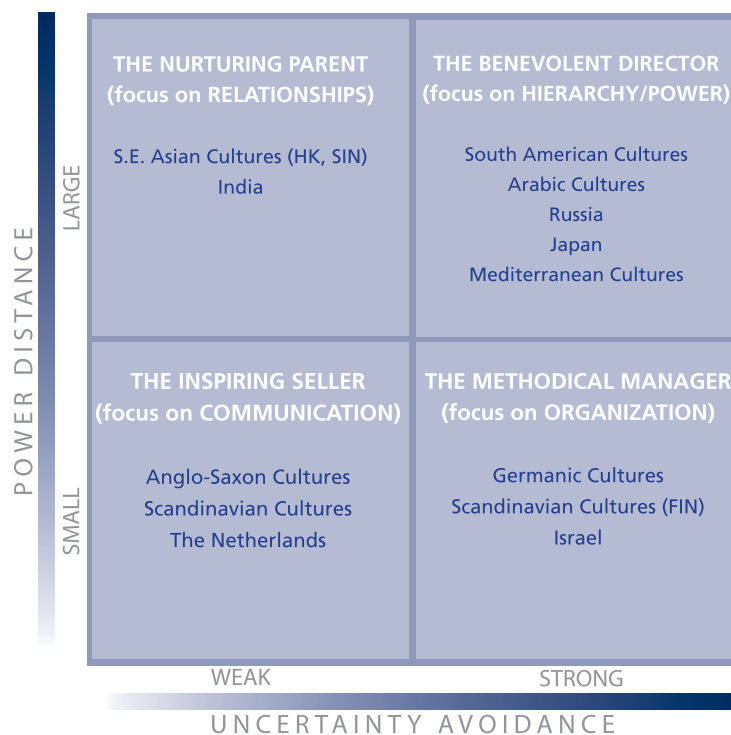 THE NURTURING PARENT
(focus on RELATIONSHIPS)
S.E. Asian Cultures (HK, SIN)
India
THE BENEVOLENT DIRECTOR
(focus on HIERARCHY/POWER)
South American Cultures
Arabic Cultures
Russia
Japan
Mediterranean Cultures
POWER DISTANCE
LARGE
SMALL
THE INSPIRING SELLER
(focus on COMMUNICATION)
Anglo-Saxon Cultures
Scandinavian Cultures
The Netherlands
THE METHODICAL MANAGER
(focus on ORGANIZATION)
Germanic Cultures
Scandinavian Cultures (FIN)
Israel
WEAK
STRONG
UNCERTAINTY AVOIDANCE